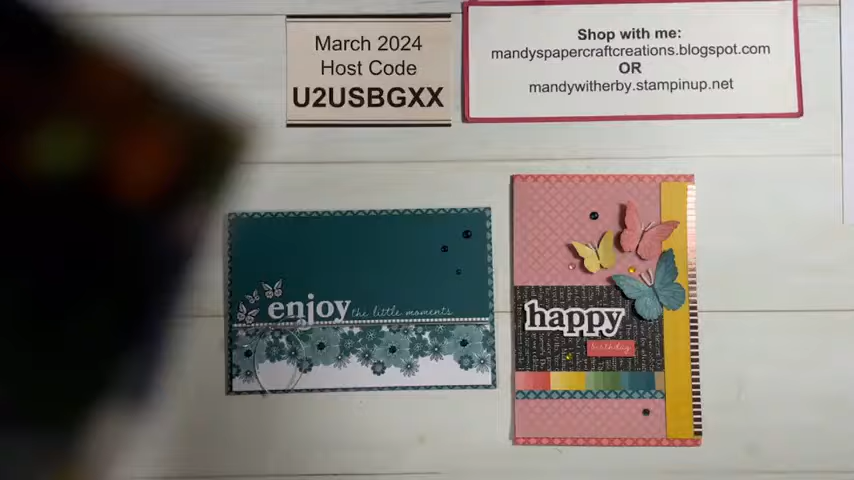 March 2024
Host Code
U2USBGXX
Shop with me:
mandyspapercraftcreations.blogspot.com
OR
mandywitherby.stampinup.net
enjoy the little moments
happy
birthday